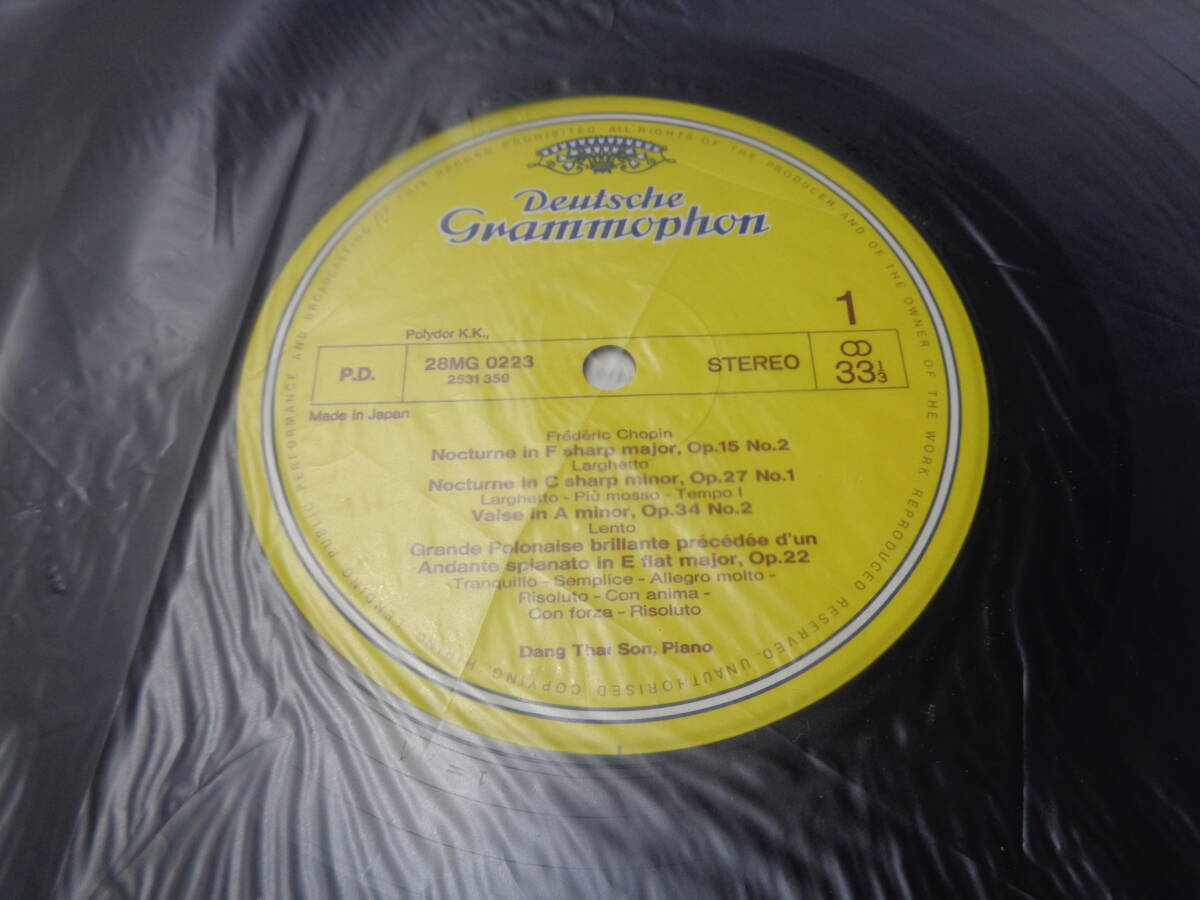 Deutsche
Grammophon
1
Polydor K.K.,
P.D.
28MG 0223
2531 359
STEREO
33 1/3
Made in Japan
Frédéric Chopin
Nocturne in F sharp major, Op.15 No.2
Larghetto
Nocturne in C sharp minor, Op.27 No.1
Larghetto - Più mosso - Tempo I
Valse in A minor, Op.34 No.2
Lento
Grande Polonaise brillante précédée d'un
Andante spianato in E flat major, Op.22
Tranquillo - Semplice - Allegro molto -
Risoluto - Con anima -
Con forza - Risoluto
Dang Thai Son, Piano
ALL RIGHTS OF THE PRODUCER AND OF THE OWNER OF THE WORK REPRODUCED RESERVED. UNAUTHORISED COPYING, HIRING, LENDING, PUBLIC PERFORMANCE AND BROADCASTING OF THIS RECORD PROHIBITED -